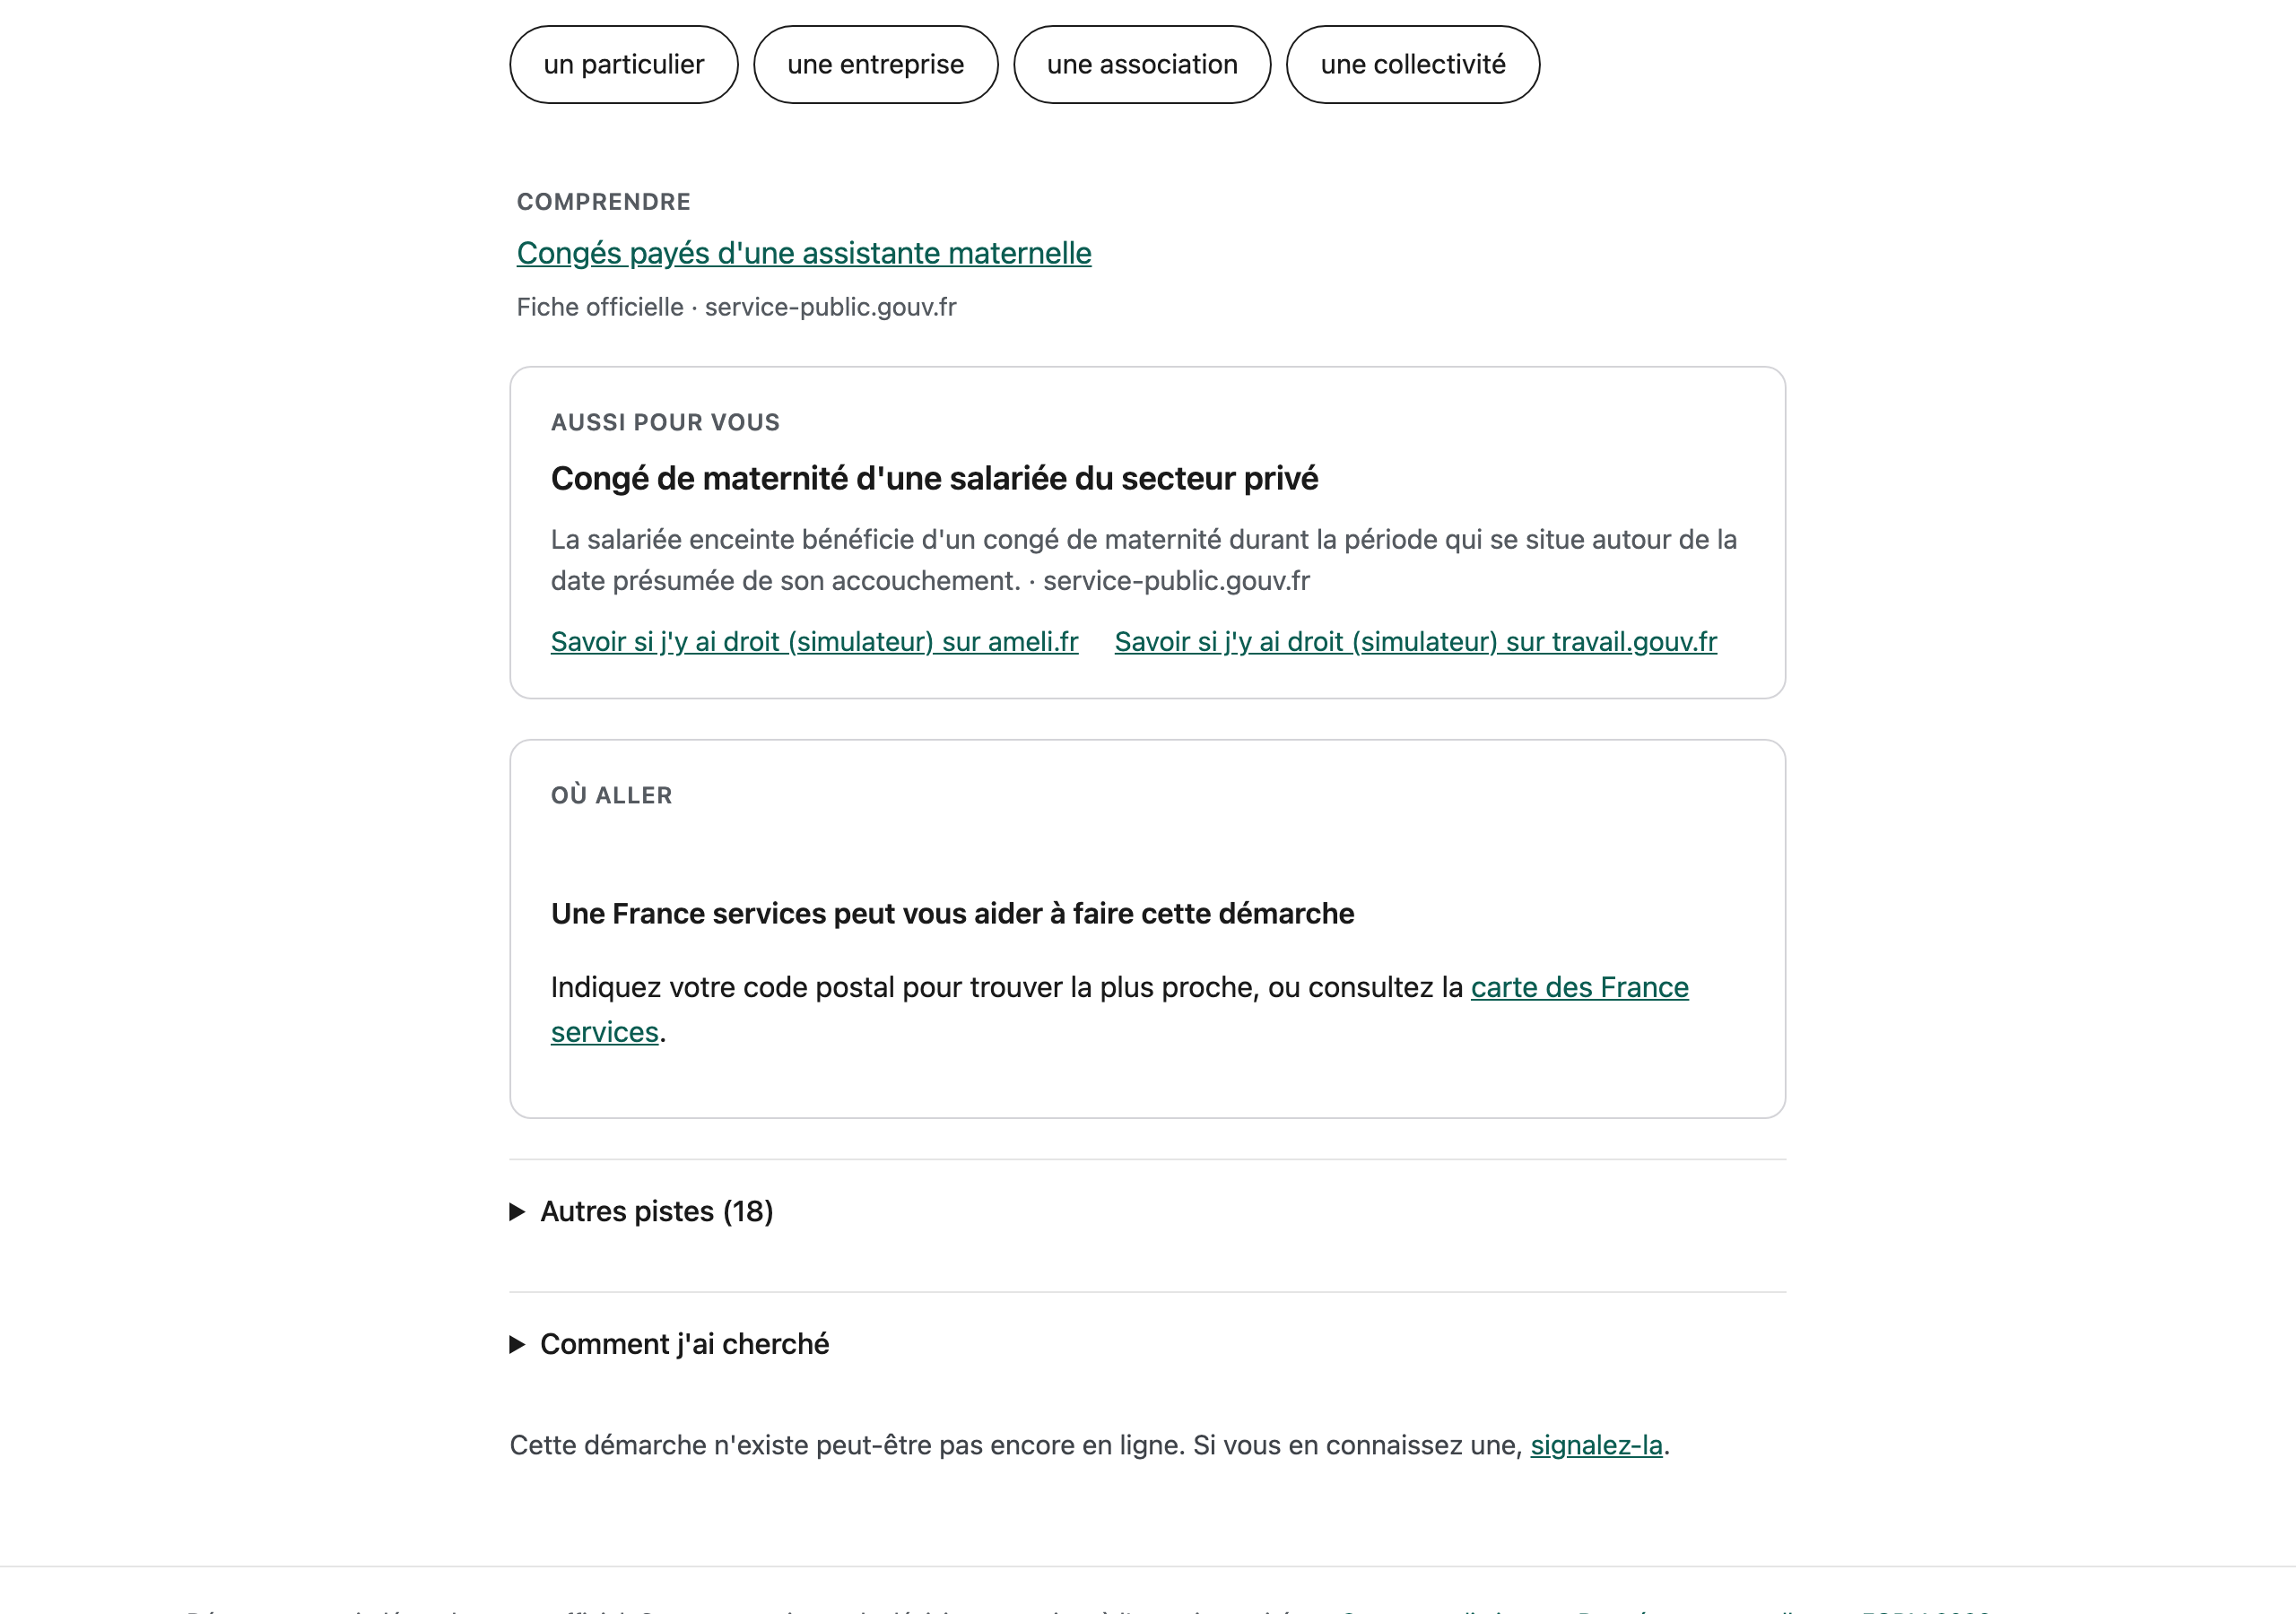 un particulier
une entreprise
une association
une collectivité
COMPRENDRE
Congés payés d'une assistante maternelle
Fiche officielle · service-public.gouv.fr
AUSSI POUR VOUS
Congé de maternité d'une salariée du secteur privé
La salariée enceinte bénéficie d'un congé de maternité durant la période qui se situe autour de la
date présumée de son accouchement. · service-public.gouv.fr
Savoir si j'y ai droit (simulateur) sur ameli.fr
Savoir si j'y ai droit (simulateur) sur travail.gouv.fr
OÙ ALLER
Une France services peut vous aider à faire cette démarche
Indiquez votre code postal pour trouver la plus proche, ou consultez la carte des France
services.
Autres pistes (18)
Comment j'ai cherché
Cette démarche n'existe peut-être pas encore en ligne. Si vous en connaissez une, signalez-la.